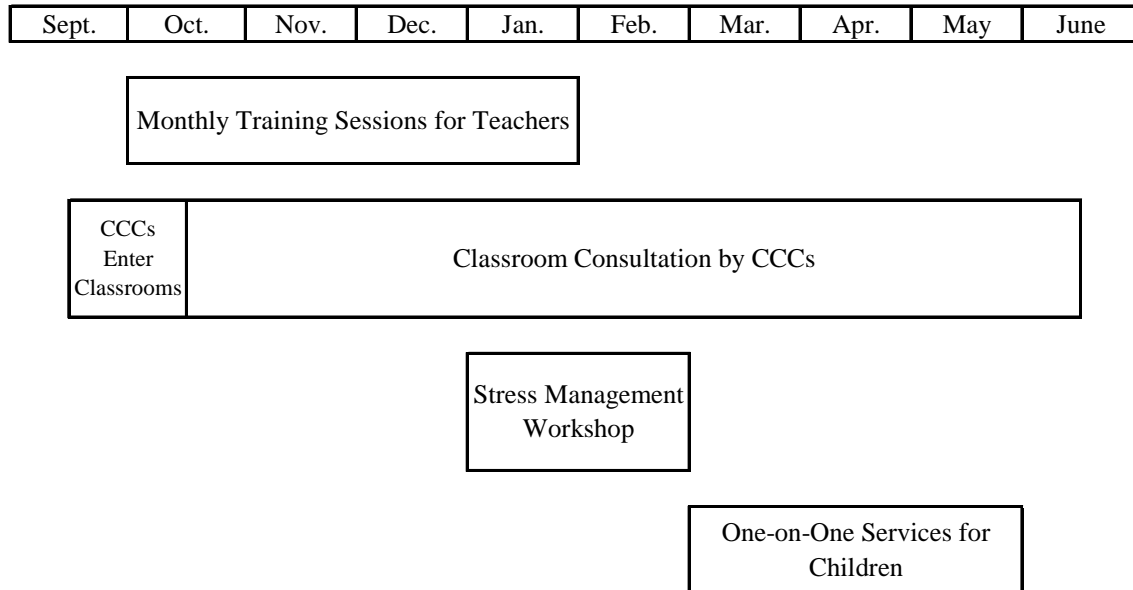 Sept. Oct. Nov. Dec. Jan. Feb. Mar. Apr. May June
Monthly Training Sessions for Teachers
CCCs
Enter
Classrooms
Classroom Consultation by CCCs
Stress Management
Workshop
One-on-One Services for
Children